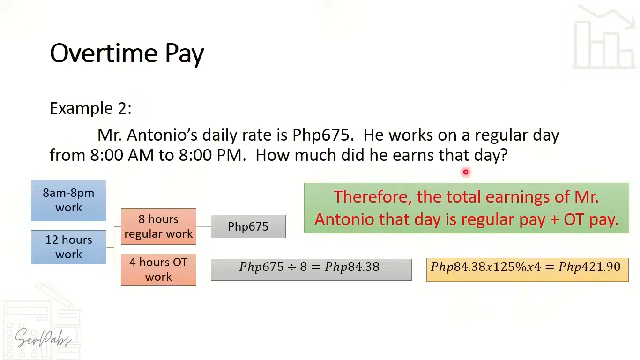 Overtime Pay
Example 2:
Mr. Antonio's daily rate is Php675. He works on a regular day
from 8:00 AM to 8:00 PM. How much did he earns that day?
8am-8pm
work
12 hours
work
8 hours
regular work
4 hours OT
work
Php675
Php675 ÷ 8 = Php84.38
Therefore, the total earnings of Mr.
Antonio that day is regular pay + OT pay.
Php84.38x125%x4 = Php421.90
SerPabs